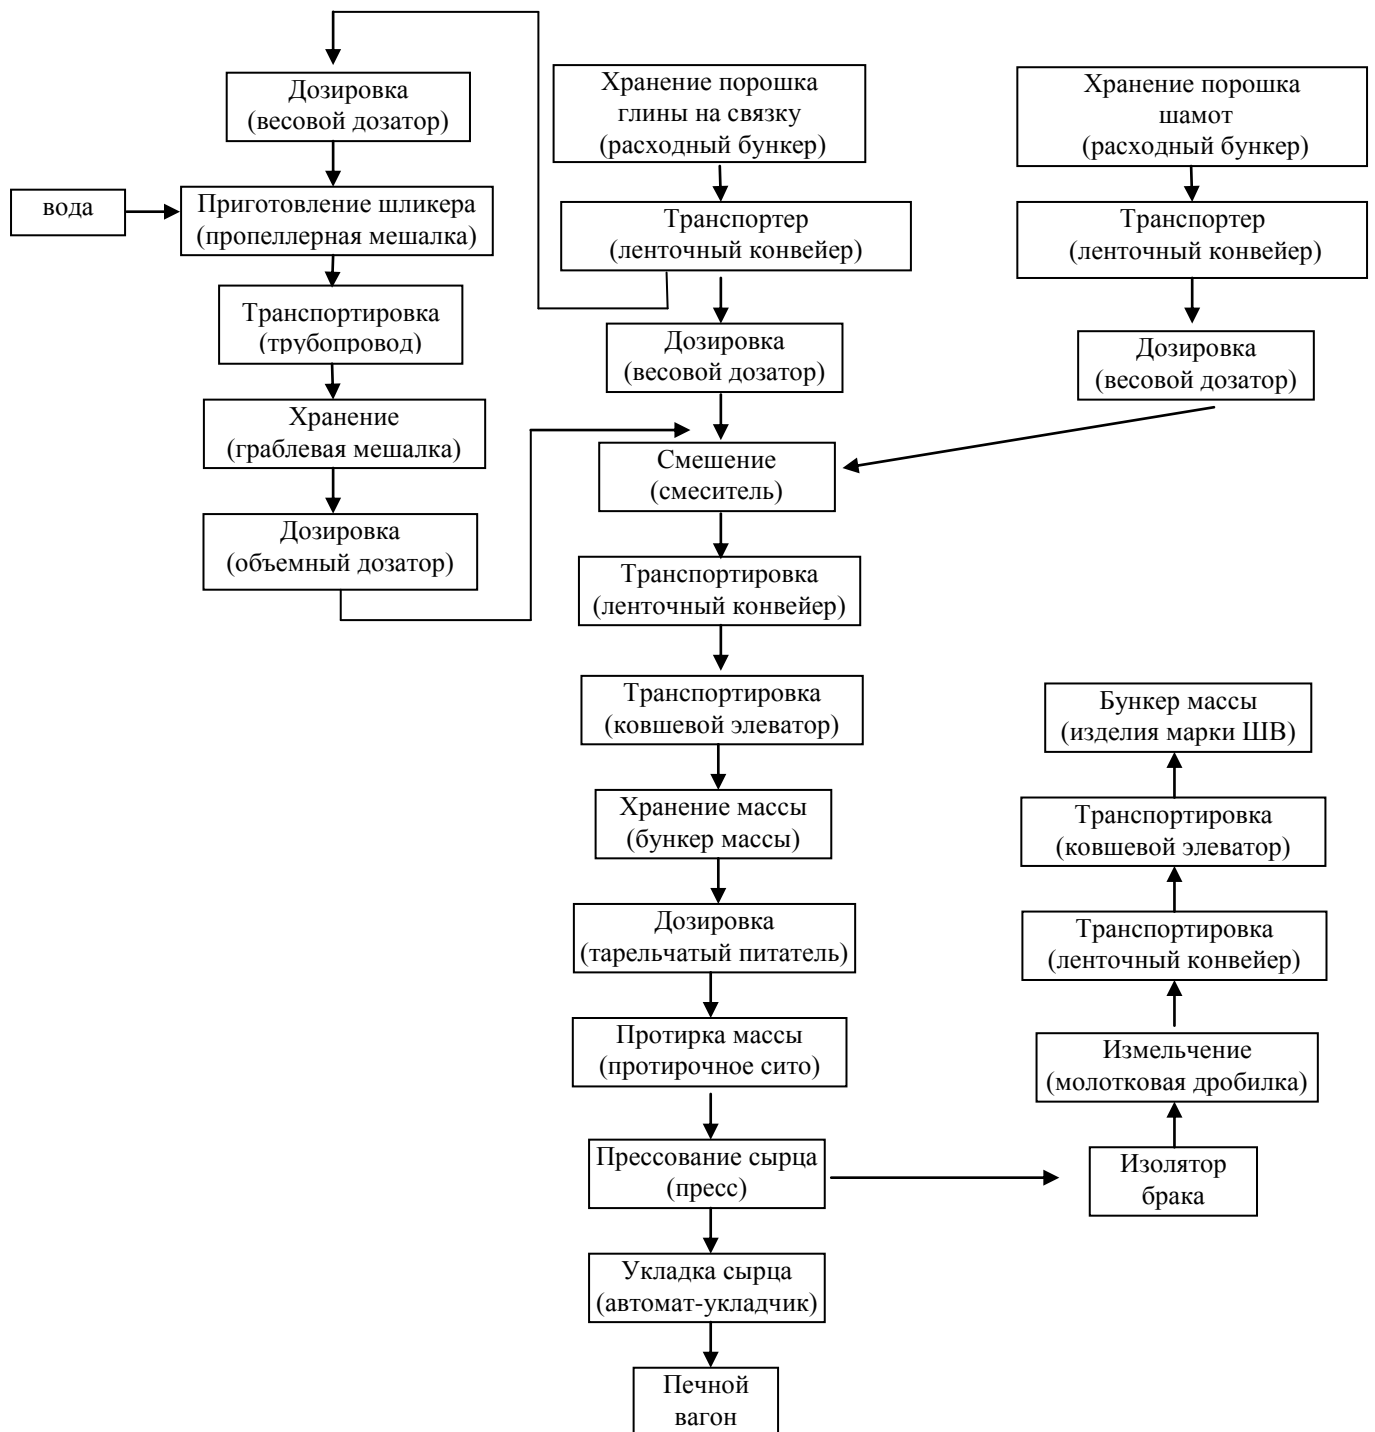 Дозировка
(весовой дозатор)
вода
Приготовление шликера
(пропеллерная мешалка)
Транспортировка
(трубопровод)
Хранение
(граблевая мешалка)
Дозировка
(объемный дозатор)
Хранение порошка
глины на связку
(расходный бункер)
Транспортер
(ленточный конвейер)
Дозировка
(весовой дозатор)
Хранение порошка
шамот
(расходный бункер)
Транспортер
(ленточный конвейер)
Дозировка
(весовой дозатор)
Смешение
(смеситель)
Транспортировка
(ленточный конвейер)
Транспортировка
(ковшевой элеватор)
Хранение массы
(бункер массы)
Дозировка
(тарельчатый питатель)
Протирка массы
(протирочное сито)
Прессование сырца
(пресс)
Укладка сырца
(автомат-укладчик)
Печной
вагон
Бункер массы
(изделия марки ШВ)
Транспортировка
(ковшевой элеватор)
Транспортировка
(ленточный конвейер)
Измельчение
(молотковая дробилка)
Изолятор
брака